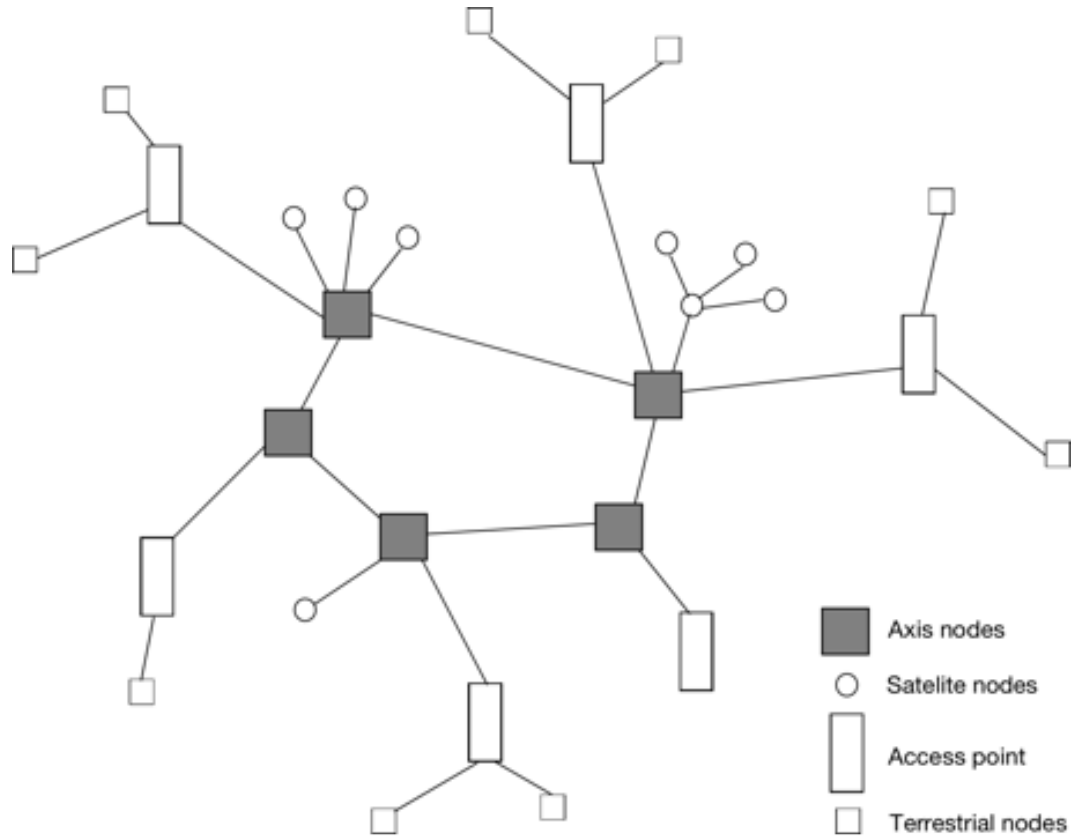 Axis nodes
Satelite nodes
Access point
Terrestrial nodes